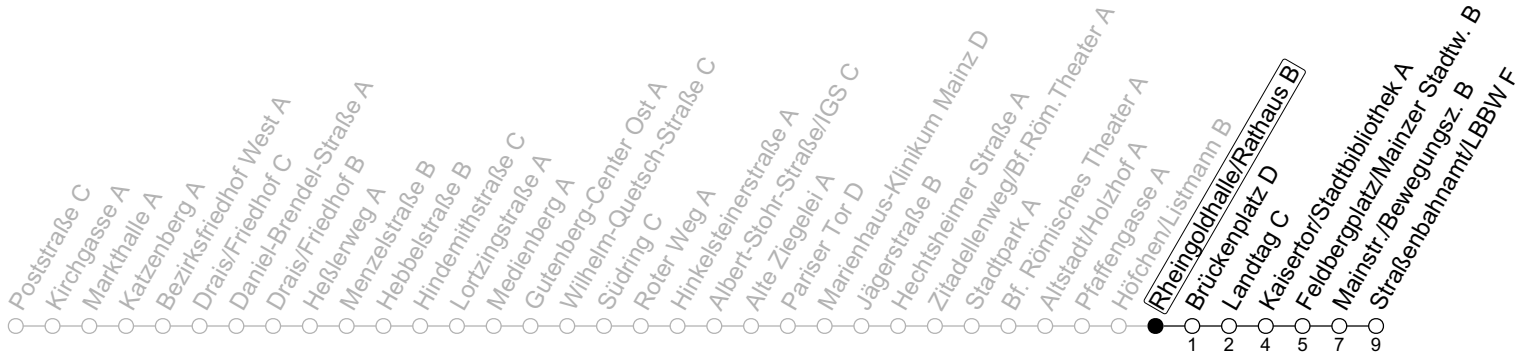 Poststraße C
Kirchgasse A
Markthalle A
Katzenberg A
Bezirksfriedhof West A
Drais/Friedhof C
Daniel-Brendel-Straße A
Drais/Friedhof B
Heßlerweg A
Menzelstraße B
Hebbelstraße B
Hindemithstraße C
Lortzingstraße A
Medienberg A
Gutenberg-Center Ost A
Wilhelm-Quetsch-Straße C
Südring C
Roter Weg A
Hinkelsteinerstraße A
Albert-Stohr-Straße/IGS C
Alte Ziegelei A
Pariser Tor D
Marienhaus-Klinikum Mainz D
Jägerstraße B
Hechtsheimer Straße A
Zitadellenweg/Bf. Röm. Theater A
Stadtpark A
Bf. Römisches Theater A
Altstadt/Holzhof A
Pfaffengasse A
Höfchen/Listmann B
Rheingoldhalle/Rathaus B
Brückenplatz D
Landtag C
Kaisertor/Stadtbibliothek A
Feldbergplatz/Mainzer Stadtw. B
Mainstr./Bewegungsz. B
Straßenbahnamt/LBBW F
1 2 4 5 7 9